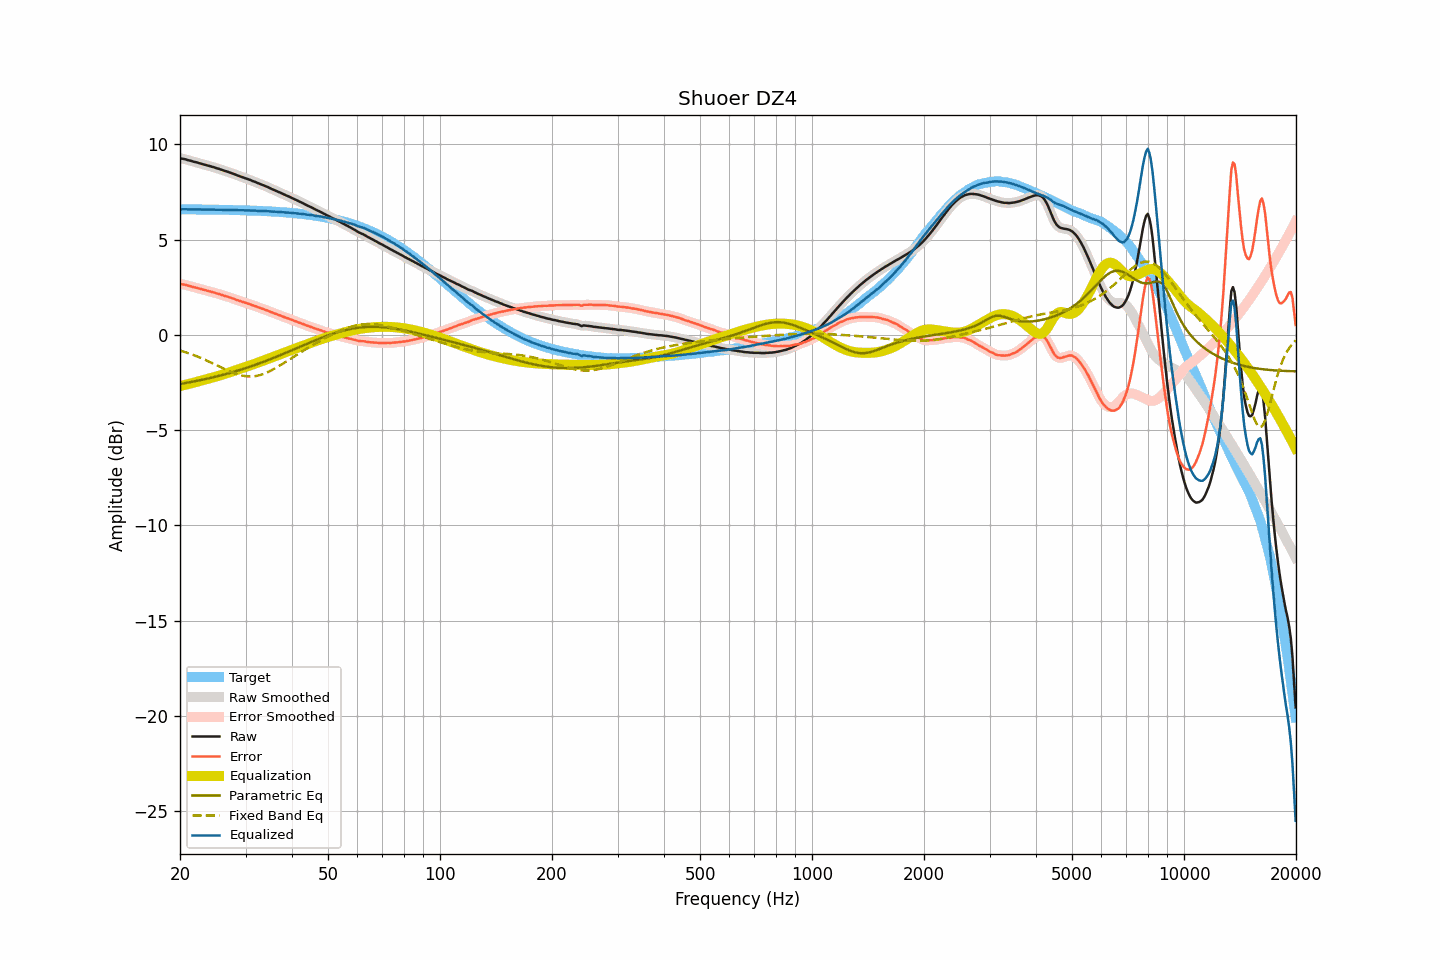 Shuoer DZ4
10
5
0
−5
−10
−15
−20
−25
Amplitude (dBr)
Target
Raw Smoothed
Error Smoothed
Raw
Error
Equalization
Parametric Eq
Fixed Band Eq
Equalized
20 50 100 200 500 1000 2000 5000 10000 20000
Frequency (Hz)